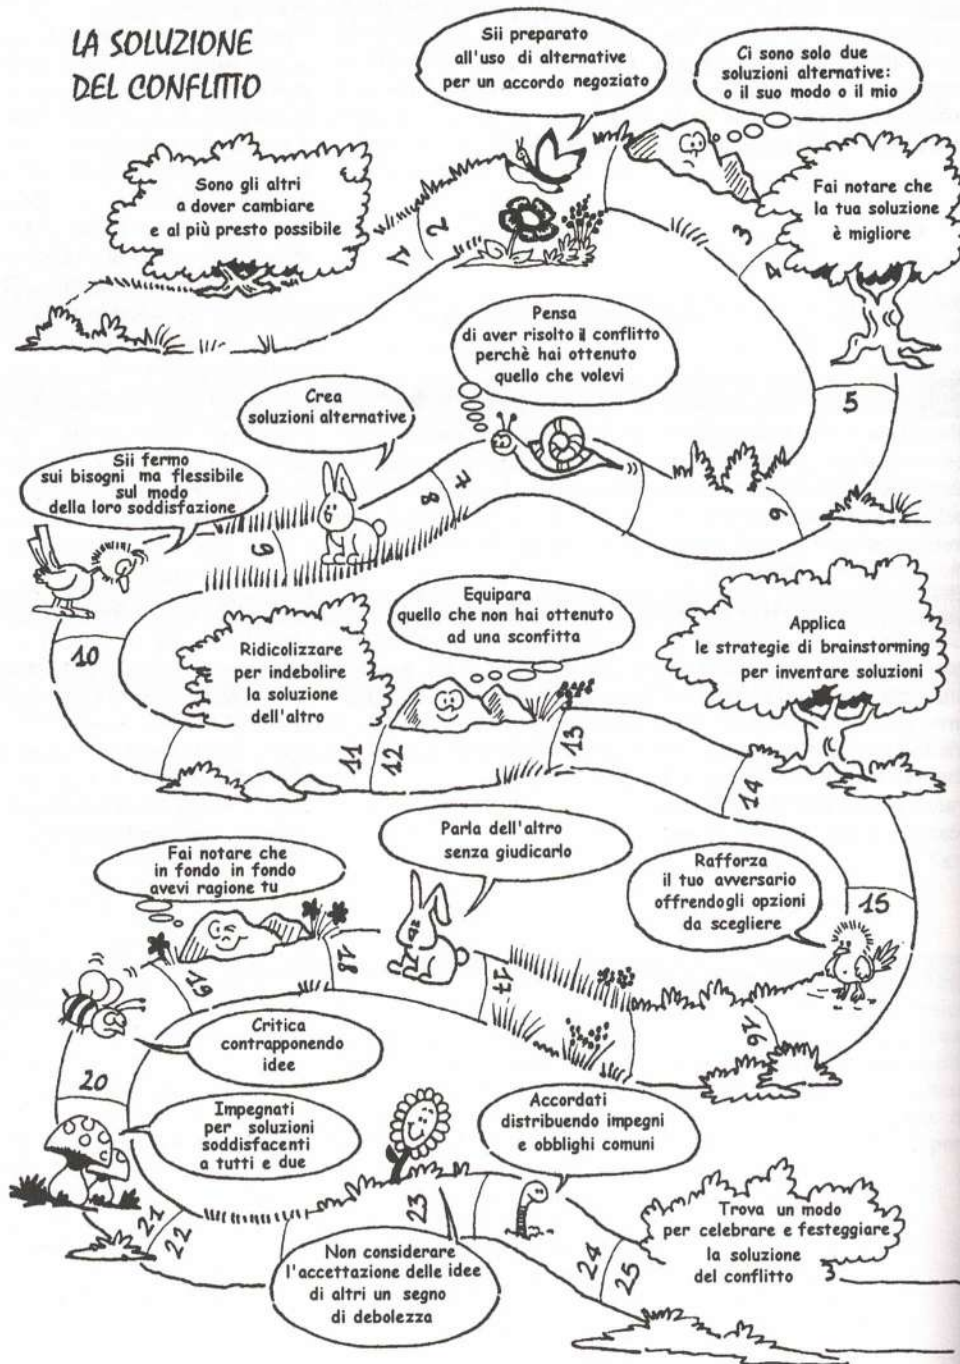 LA SOLUZIONE
DEL CONFLITTO
Sii preparato
all'uso di alternative
per un accordo negoziato
Ci sono solo due
soluzioni alternative:
o il suo modo o il mio
Sono gli altri
a dover cambiare
e al più presto possibile
Fai notare che
la tua soluzione
è migliore
1
2
3
4
5
Pensa
di aver risolto il conflitto
perchè hai ottenuto
quello che volevi
Crea
soluzioni alternative
Sii fermo
sui bisogni ma flessibile
sul modo
della loro soddisfazione
6
7
8
9
10
Ridicolizzare
per indebolire
la soluzione
dell'altro
Equipara
quello che non hai ottenuto
ad una sconfitta
Applica
le strategie di brainstorming
per inventare soluzioni
11
12
13
14
15
Fai notare che
in fondo in fondo
avevi ragione tu
Parla dell'altro
senza giudicarlo
Rafforza
il tuo avversario
offrendogli opzioni
da scegliere
16
17
18
19
20
Critica
contrapponendo
idee
Impegnati
per soluzioni
soddisfacenti
a tutti e due
Accordati
distribuendo impegni
e obblighi comuni
21
22
23
24
25
Non considerare
l'accettazione delle idee
di altri un segno
di debolezza
Trova un modo
per celebrare e festeggiare
la soluzione
del conflitto